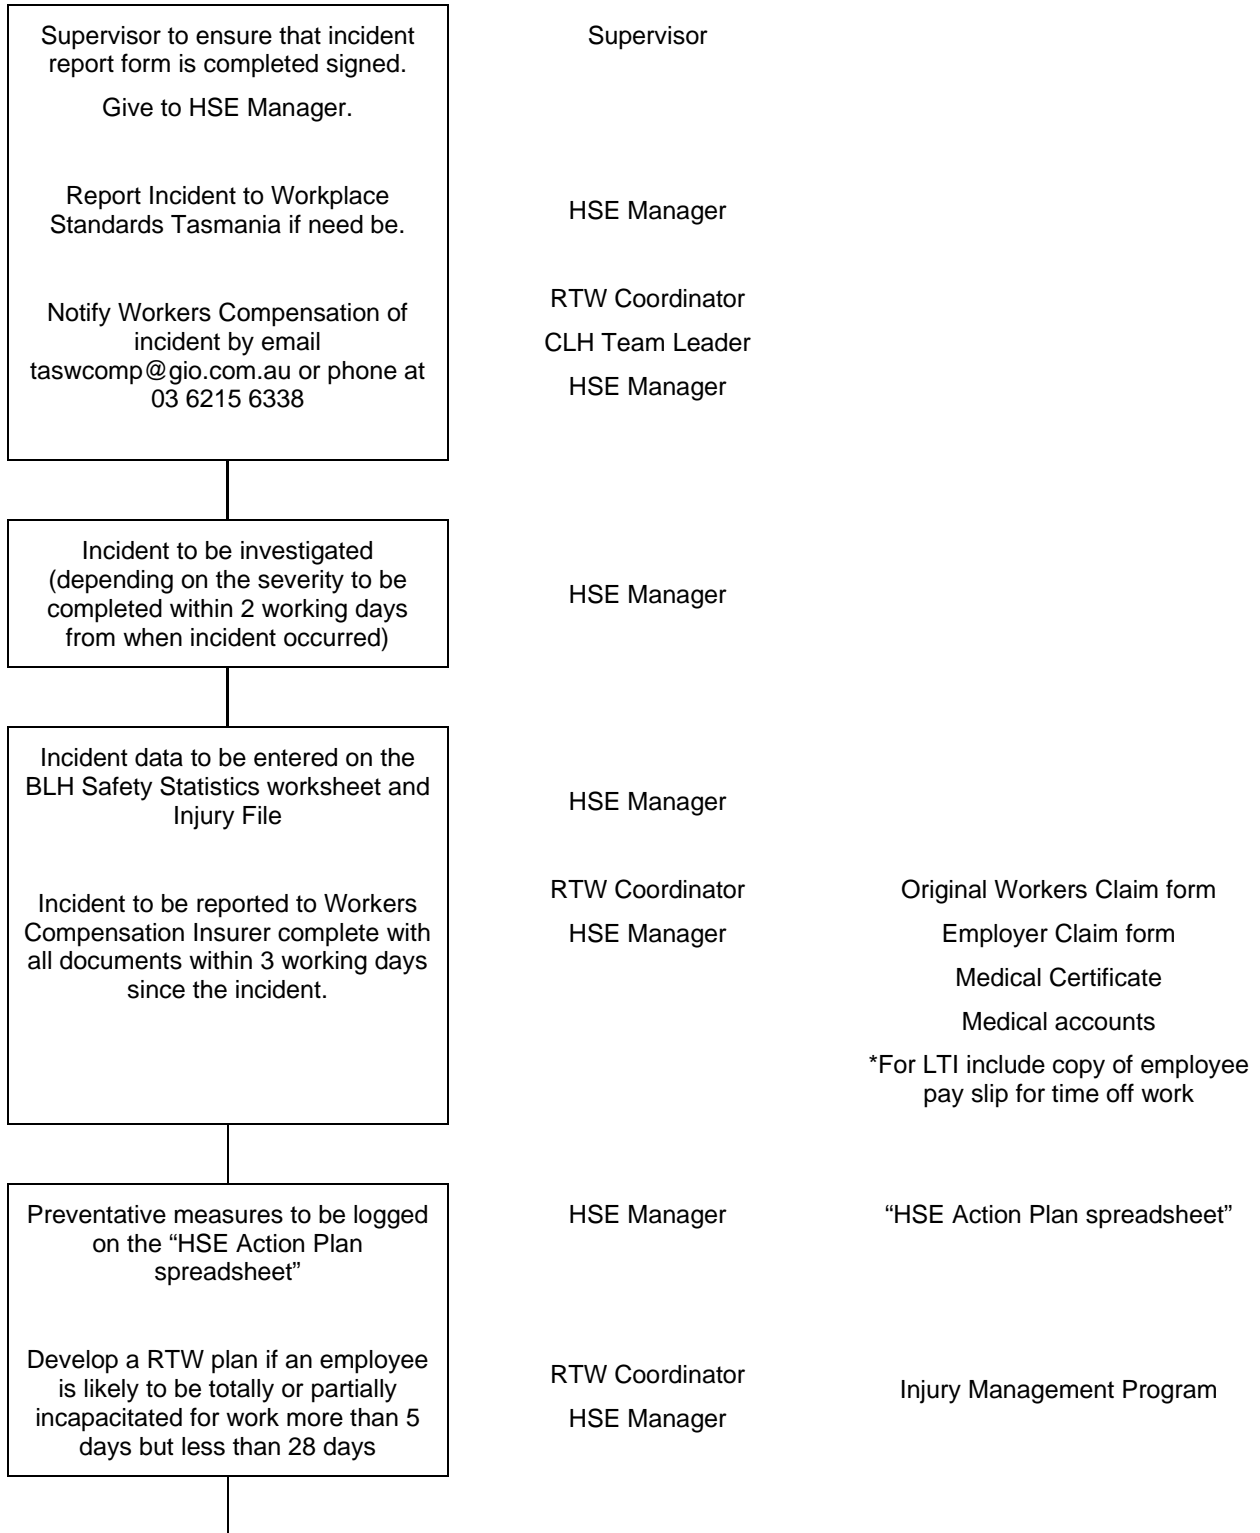 Supervisor to ensure that incident
report form is completed signed.
Give to HSE Manager.
Supervisor
Report Incident to Workplace
Standards Tasmania if need be.
HSE Manager
Notify Workers Compensation of
incident by email
taswcomp@gio.com.au or phone at
03 6215 6338
RTW Coordinator
CLH Team Leader
HSE Manager
Incident to be investigated
(depending on the severity to be
completed within 2 working days
from when incident occurred)
HSE Manager
Incident data to be entered on the
BLH Safety Statistics worksheet and
Injury File
HSE Manager
Incident to be reported to Workers
Compensation Insurer complete with
all documents within 3 working days
since the incident.
RTW Coordinator
HSE Manager
Original Workers Claim form
Employer Claim form
Medical Certificate
Medical accounts
*For LTI include copy of employee
pay slip for time off work
Preventative measures to be logged
on the “HSE Action Plan
spreadsheet”
HSE Manager
“HSE Action Plan spreadsheet”
Develop a RTW plan if an employee
is likely to be totally or partially
incapacitated for work more than 5
days but less than 28 days
RTW Coordinator
HSE Manager
Injury Management Program